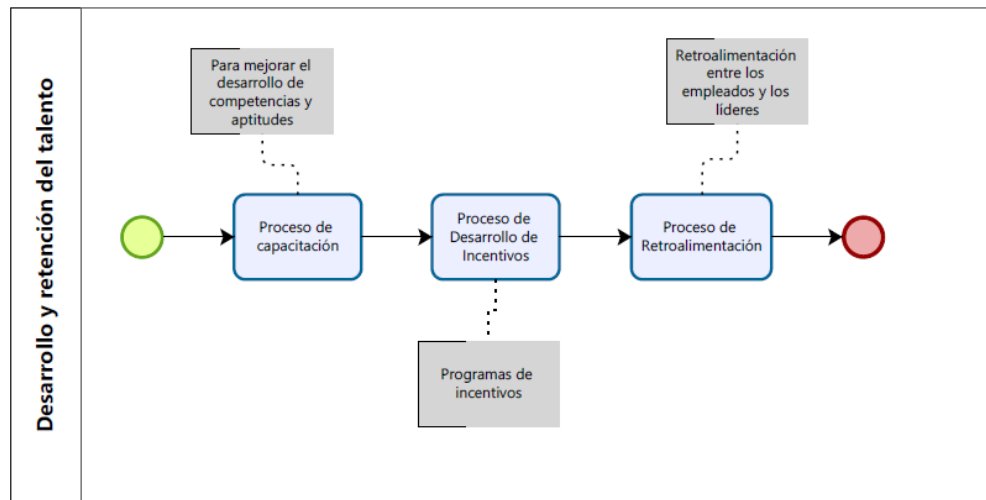 Desarrollo y retención del talento
Para mejorar el
desarrollo de
competencias y
aptitudes
Retroalimentación
entre los
empleados y los
líderes
Proceso de
capacitación
Proceso de
Desarrollo de
Incentivos
Proceso de
Retroalimentación
Programas de
incentivos